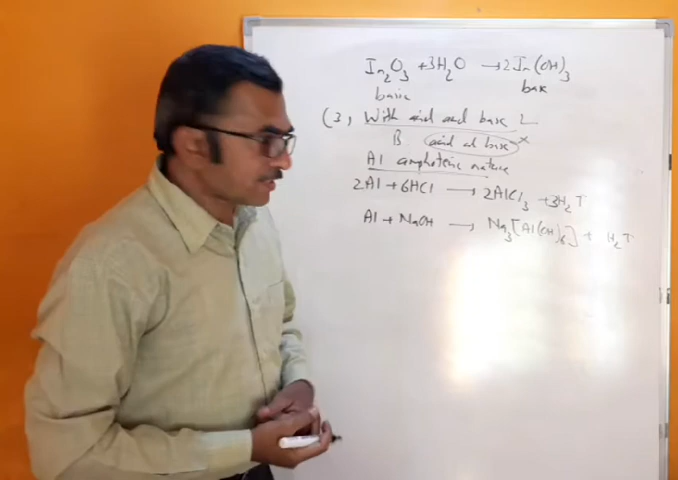 In2O3 + 3H2O → 2In(OH)3
basic base
(3) With acid and base
B acid and base ×
Al amphoteric nature
2Al + 6HCl → 2AlCl3 + 3H2↑
Al + NaOH → Na3[Al(OH)6] + H2↑